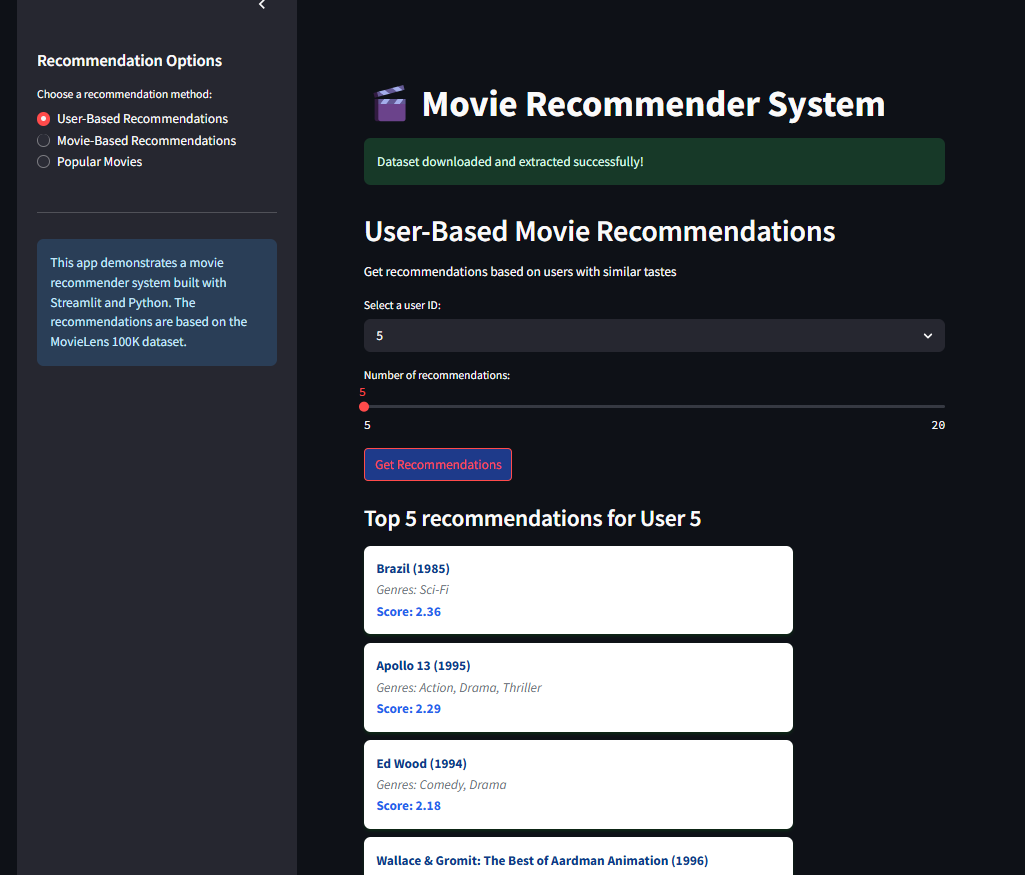 Recommendation Options
Choose a recommendation method:
User-Based Recommendations
Movie-Based Recommendations
Popular Movies
This app demonstrates a movie
recommender system built with
Streamlit and Python. The
recommendations are based on the
MovieLens 100K dataset.
Movie Recommender System
Dataset downloaded and extracted successfully!
User-Based Movie Recommendations
Get recommendations based on users with similar tastes
Select a user ID:
5
Number of recommendations:
5
5 20
Get Recommendations
Top 5 recommendations for User 5
Brazil (1985)
Genres: Sci-Fi
Score: 2.36
Apollo 13 (1995)
Genres: Action, Drama, Thriller
Score: 2.29
Ed Wood (1994)
Genres: Comedy, Drama
Score: 2.18
Wallace & Gromit: The Best of Aardman Animation (1996)